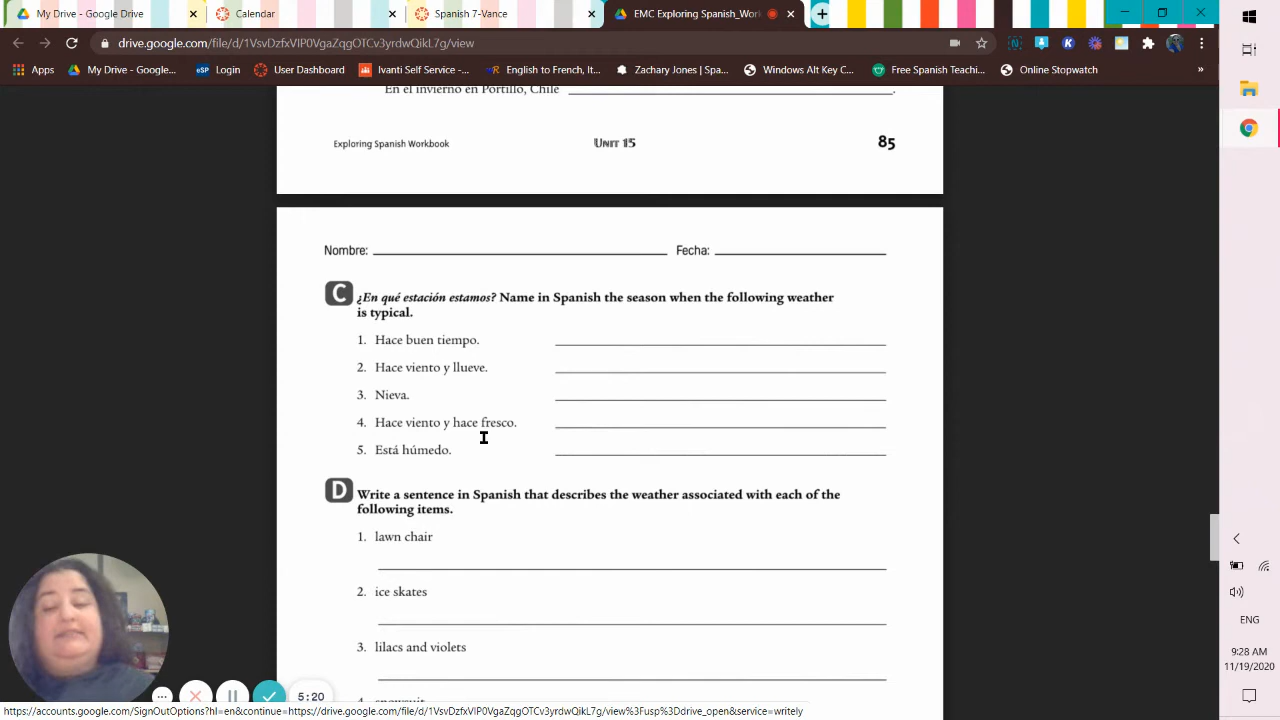 My Drive - Google Drive
Calendar
Spanish 7-Vance
EMC Exploring Spanish_Wor
drive.google.com/file/d/1VsvDzfxVIP0VgaZqgOTCv3yrdwQikL7g/view
Apps
My Drive - Google...
Login
User Dashboard
Ivanti Self Service -...
English to French, It...
Zachary Jones | Spa...
Windows Alt Key C...
Free Spanish Teachi...
Online Stopwatch
»
En el invierno en Portillo, Chile
Exploring Spanish Workbook
Unit 15
85
Nombre:
Fecha:
C ¿En qué estación estamos? Name in Spanish the season when the following weather
is typical.
1. Hace buen tiempo.
2. Hace viento y llueve.
3. Nieva.
4. Hace viento y hace fresco.
5. Está húmedo.
D Write a sentence in Spanish that describes the weather associated with each of the
following items.
1. lawn chair
2. ice skates
3. lilacs and violets
5:20
https://accounts.google.com/SignOutOptions?hl=en&continue=https://drive.google.com/file/d/1VsvDzfxVIP0VgaZqgOTCv3yrdwQikL7g/view%3Fusp%3Ddrive_open&service=writely
ENG
9:28 AM
11/19/2020